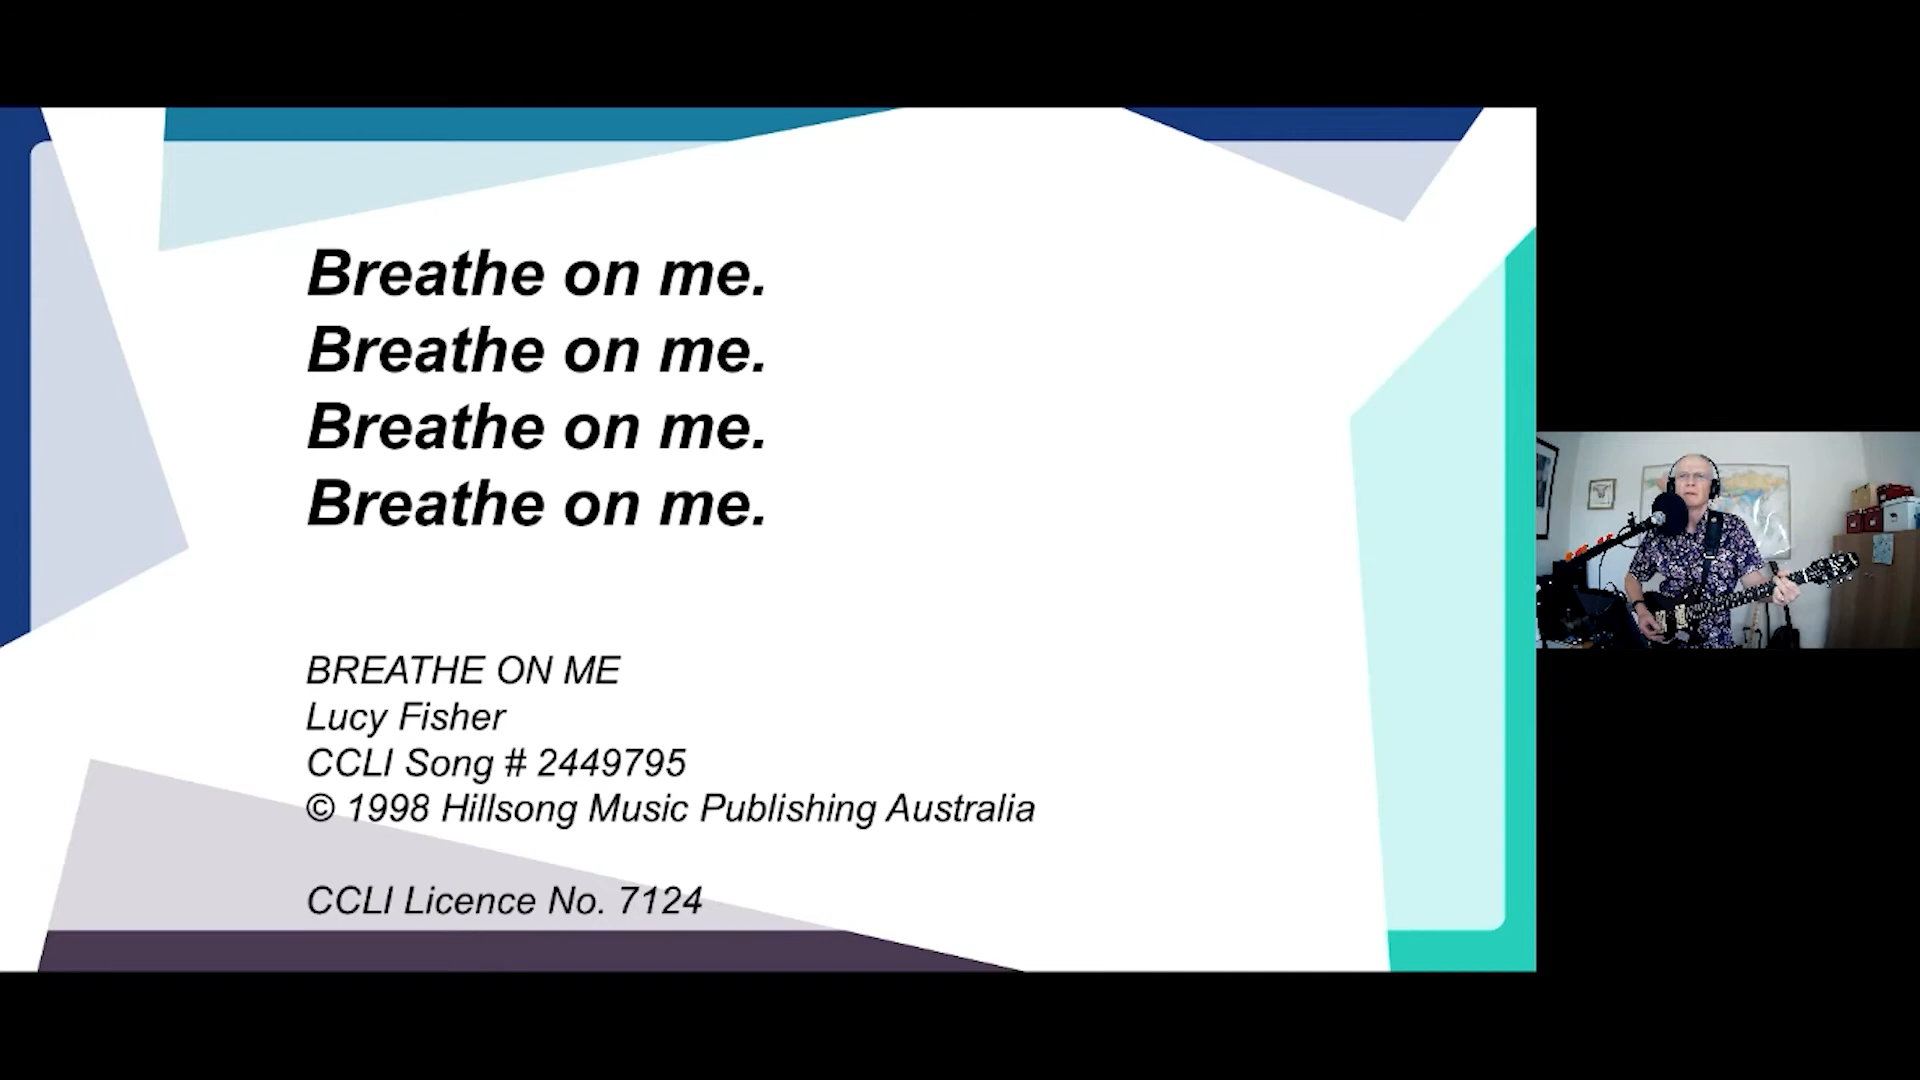 Breathe on me.
Breathe on me.
Breathe on me.
Breathe on me.
BREATHE ON ME
Lucy Fisher
CCLI Song # 2449795
© 1998 Hillsong Music Publishing Australia
CCLI Licence No. 7124